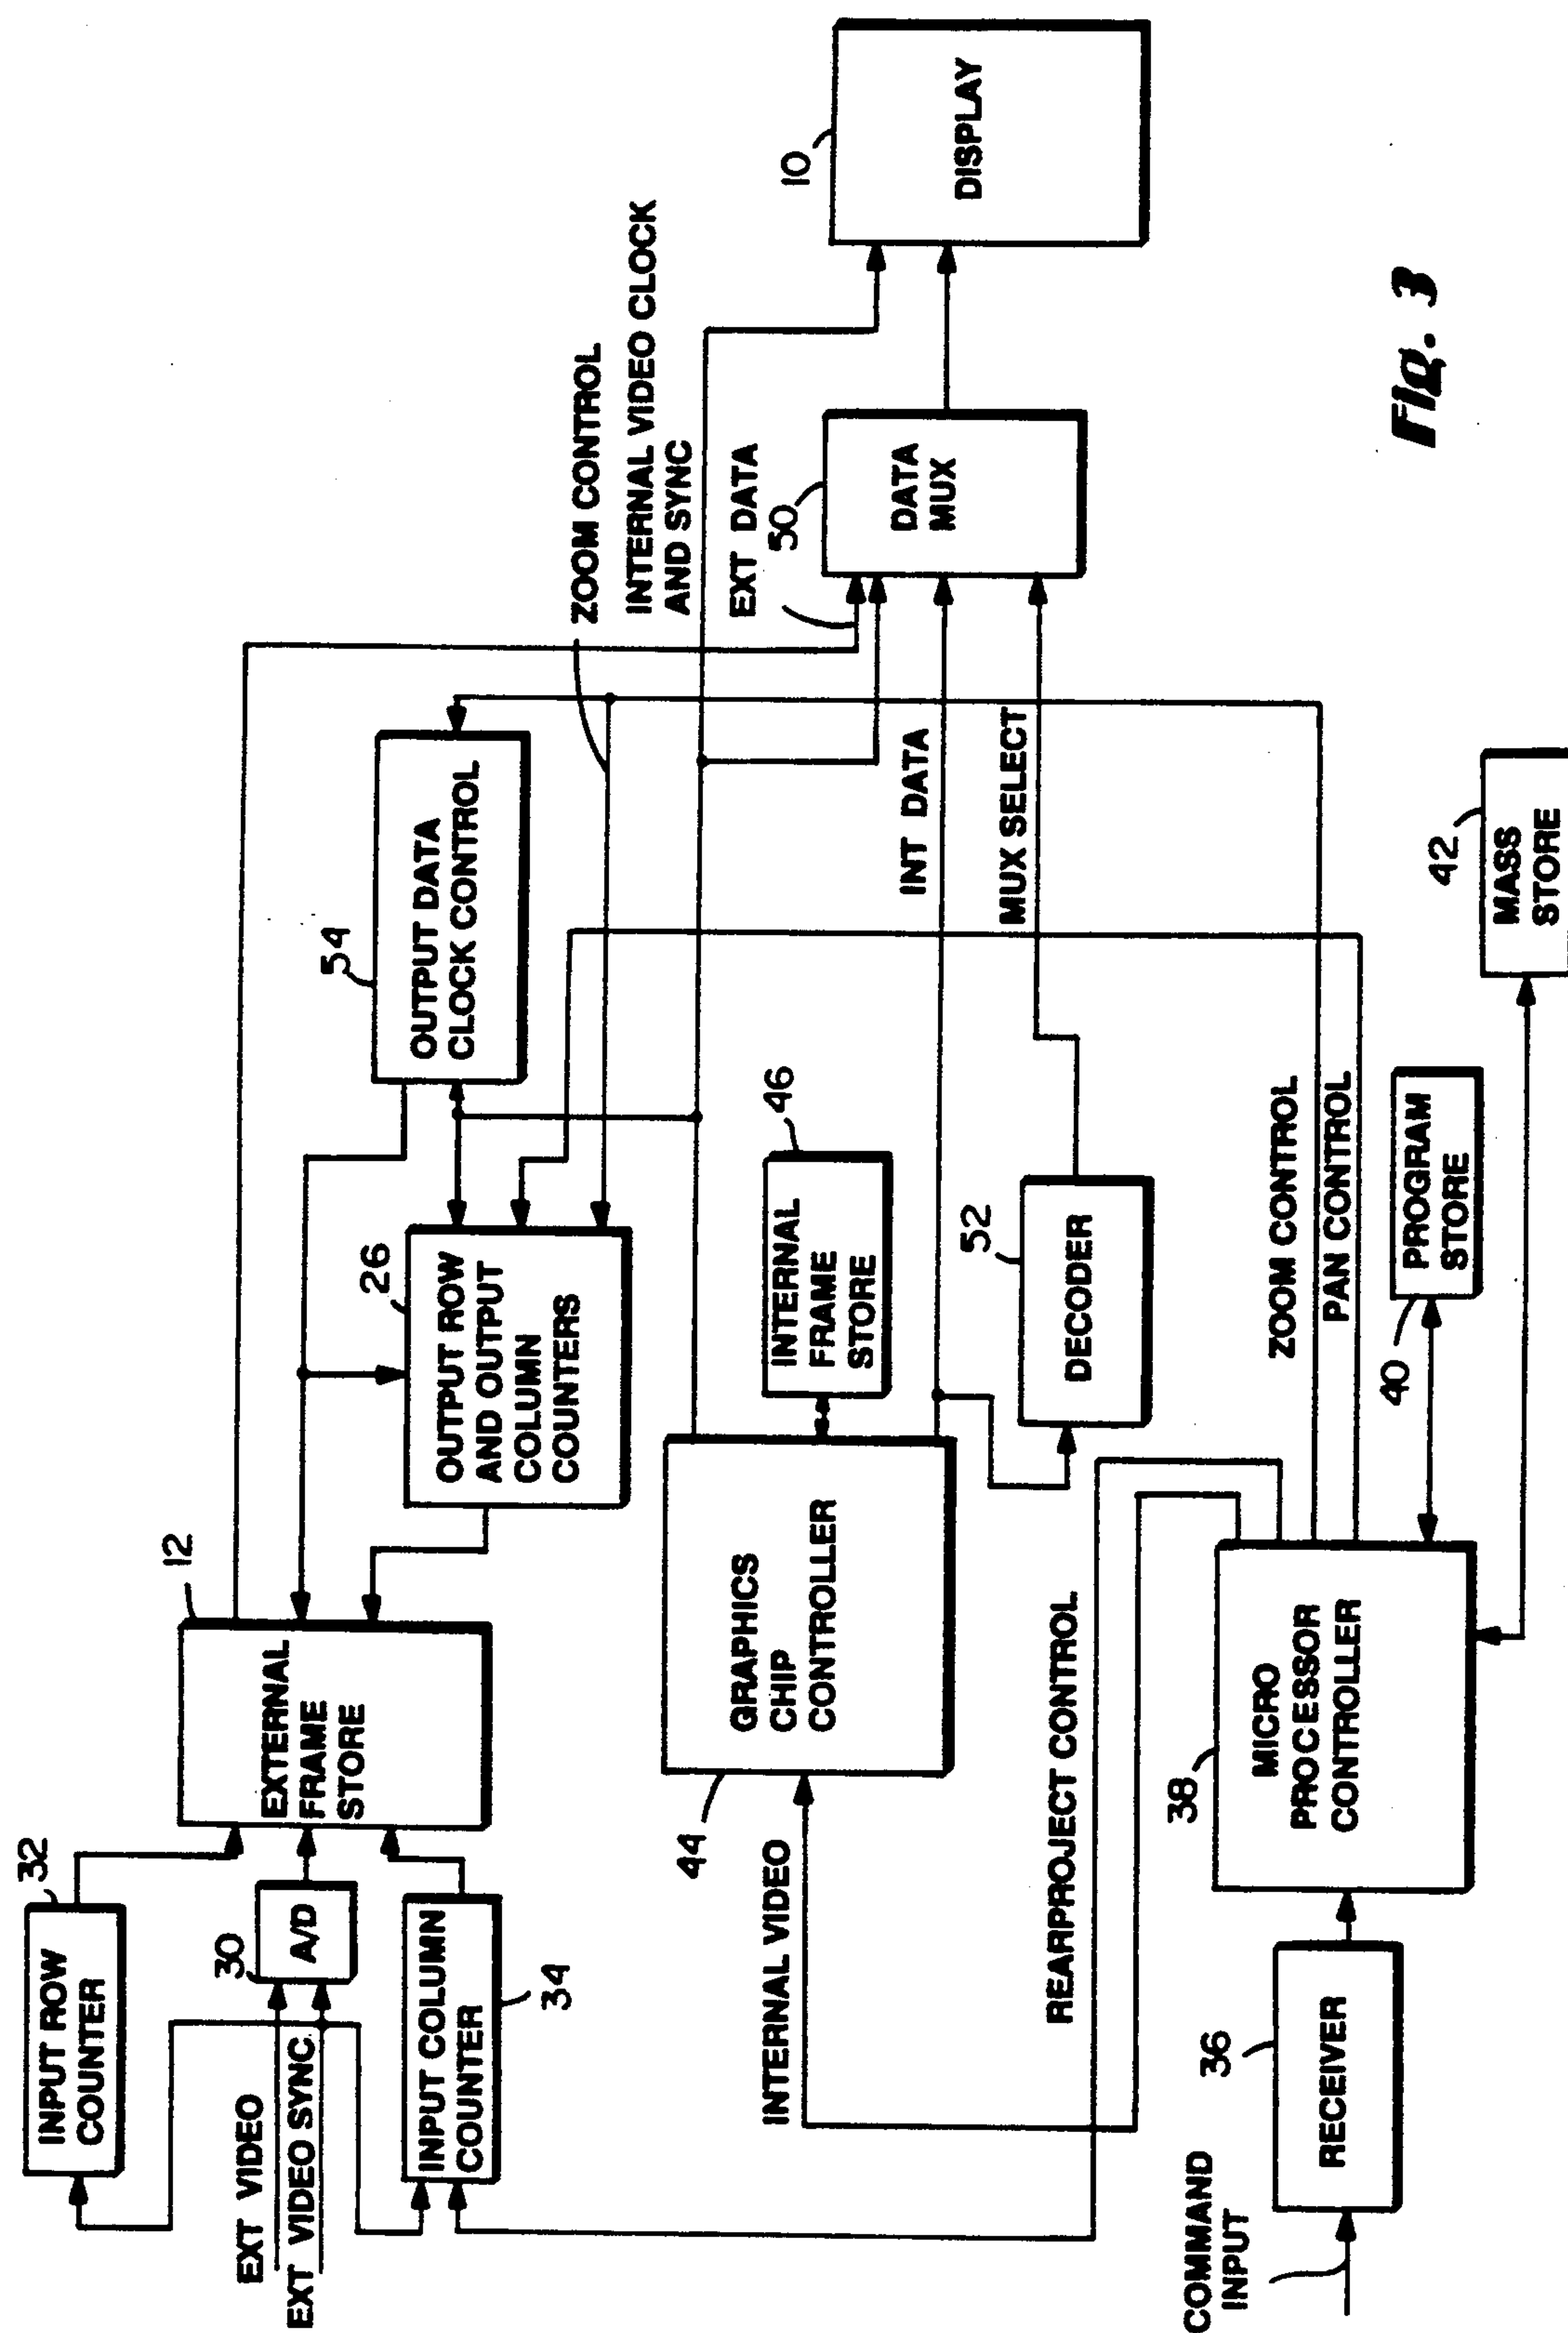 32
INPUT ROW
COUNTER
EXT VIDEO
EXT VIDEO SYNC
30
A/D
INPUT COLUMN
COUNTER
34
12
EXTERNAL
FRAME
STORE
26
OUTPUT ROW
AND OUTPUT
COLUMN
COUNTERS
54
OUTPUT DATA
CLOCK CONTROL
ZOOM CONTROL
INTERNAL VIDEO CLOCK
AND SYNC
EXT DATA
50
DATA
MUX
10
DISPLAY
INTERNAL VIDEO
44
GRAPHICS
CHIP
CONTROLLER
46
INTERNAL
FRAME
STORE
INT DATA
MUX SELECT
52
DECODER
REARPROJECT CONTROL
COMMAND
INPUT
36
RECEIVER
38
MICRO
PROCESSOR
CONTROLLER
ZOOM CONTROL
PAN CONTROL
40
PROGRAM
STORE
42
MASS
STORE
Fig. 3